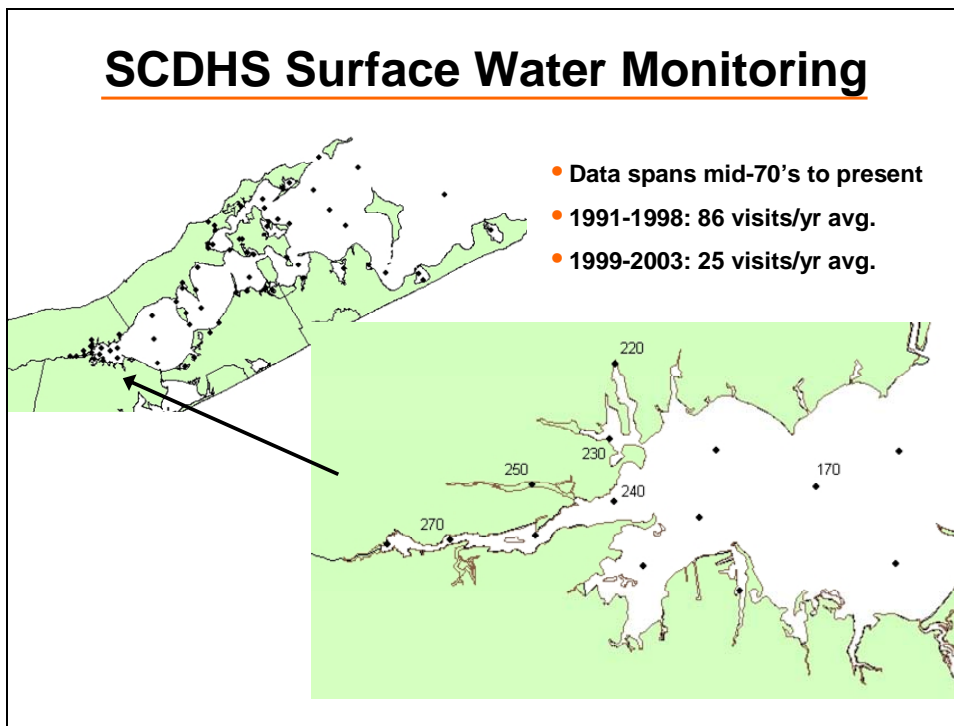 SCDHS Surface Water Monitoring
• Data spans mid-70's to present
• 1991-1998: 86 visits/yr avg.
• 1999-2003: 25 visits/yr avg.
220
230
250
170
240
270